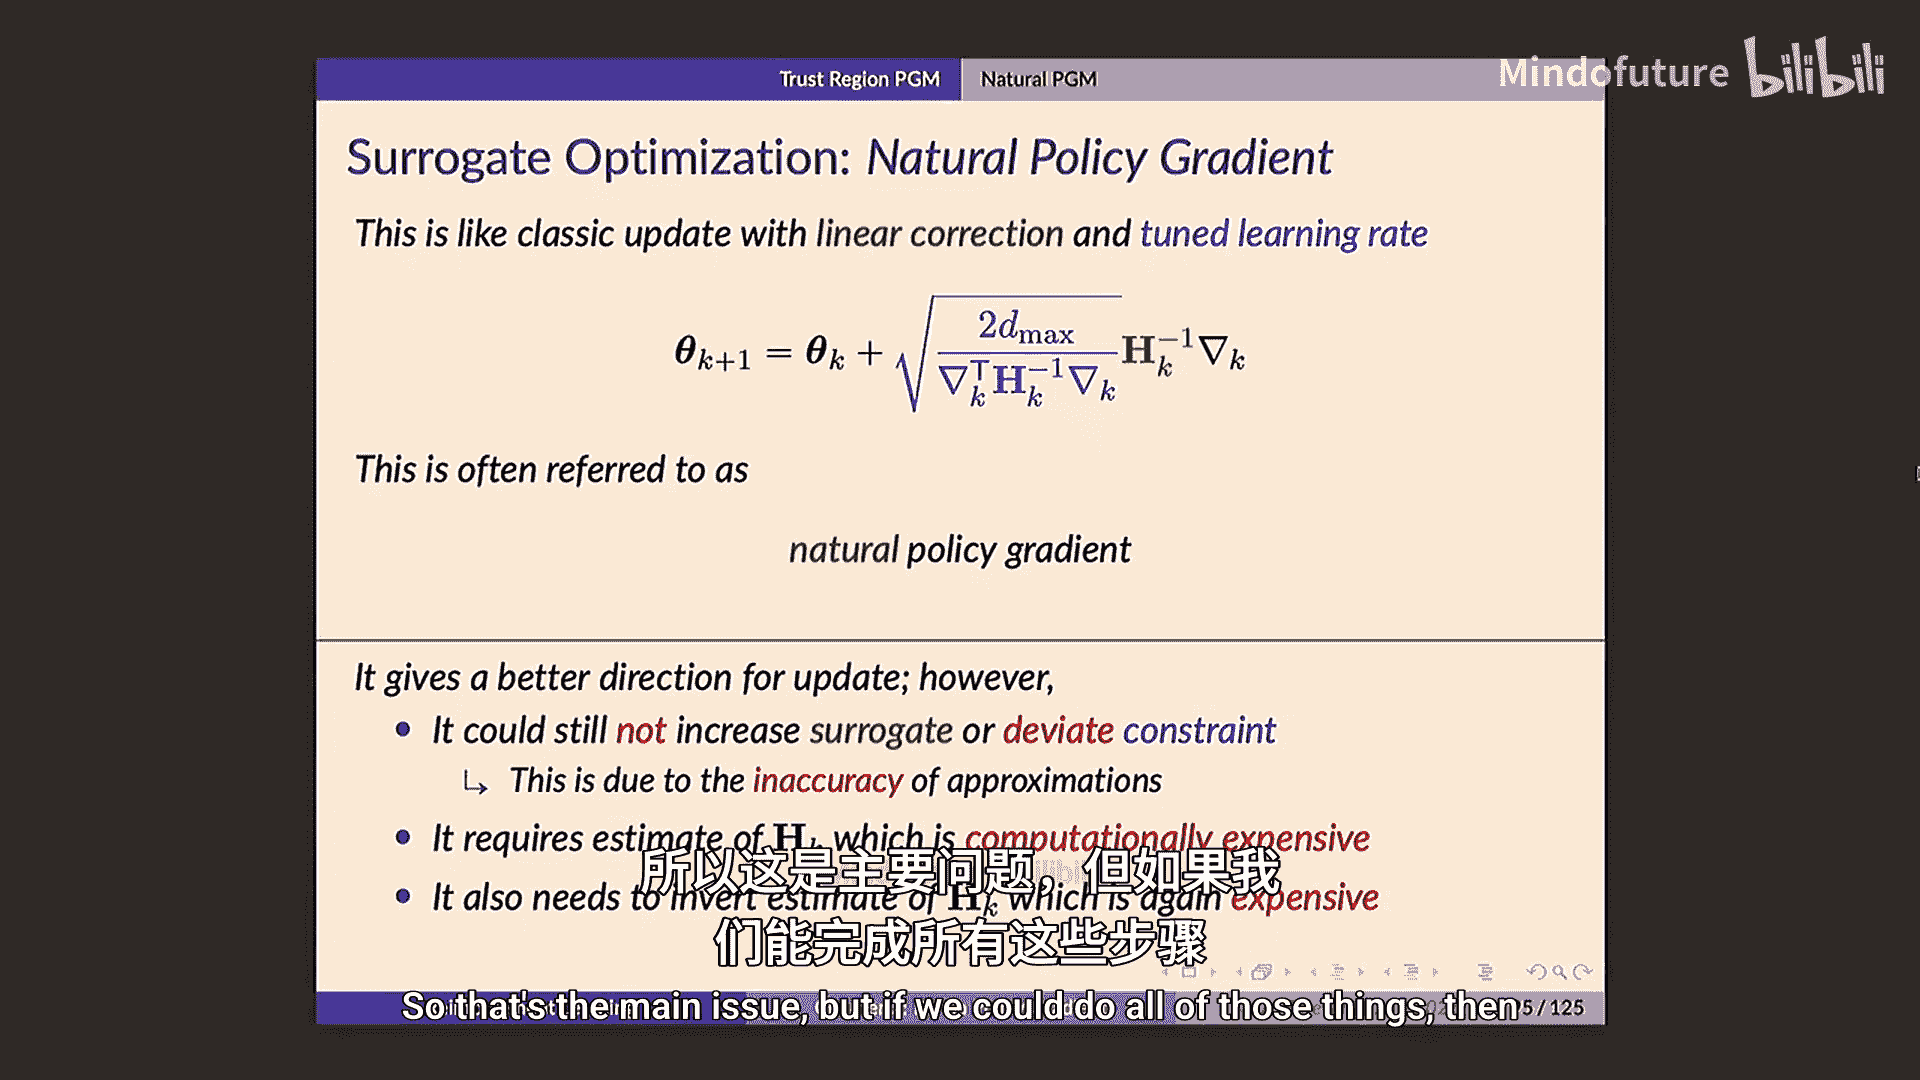 Trust Region PGM
Natural PGM
Mindofuture bilibili
Surrogate Optimization: Natural Policy Gradient
This is like classic update with linear correction and tuned learning rate
θ_{k+1} = θ_k + √(2d_max / (∇_k^T H_k^{-1} ∇_k)) H_k^{-1} ∇_k
This is often referred to as
natural policy gradient
It gives a better direction for update; however,
• It could still not increase surrogate or deviate constraint
↳ This is due to the inaccuracy of approximations
• It requires estimate of H_k which is computationally expensive
• It also needs to invert estimate of H_k which is again expensive
所以这是主要问题，但如果我
们能完成所有这些步骤
So that's the main issue, but if we could do all of those things, then
/ 125